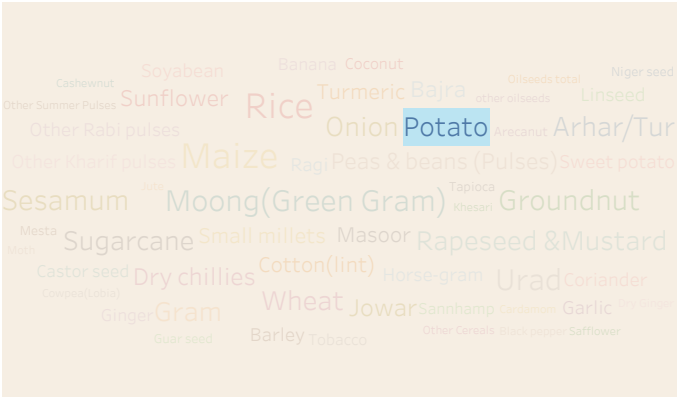 Banana Coconut
Soyabean Niger seed
Cashewnut Oilseeds total
Turmeric Bajra
Sunflower other oilseeds Linseed
Other Summer Pulses Rice
Other Rabi pulses Onion Potato Arecanut Arhar/Tur
Other Kharif pulses Maize Ragi Peas & beans (Pulses) Sweet potato
Jute Tapioca
Sesamum Moong(Green Gram) Khasari Groundnut
Mesta Sugarcane Small millets Masoor Rapeseed &Mustard
Moth
Castor seed Dry chillies Cotton(lint) Horse-gram Urad Coriander
Cowpea(Lobia) Wheat
Ginger Gram Jowar Sannhamp Cardamom Garlic Dry ginger
Guar seed Barley Tobacco Other Cereals Black pepper Safflower